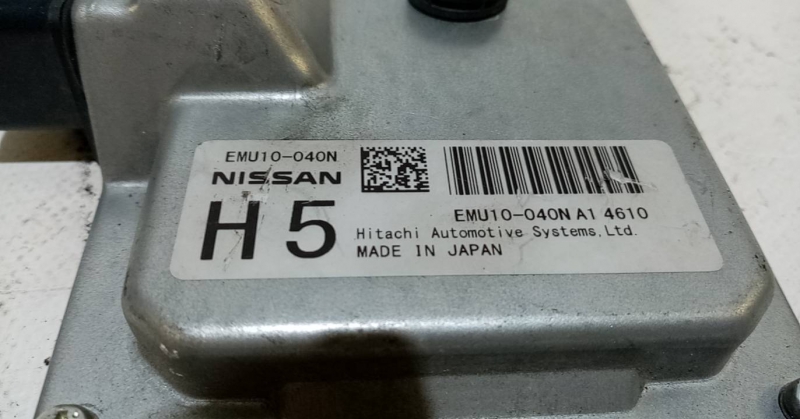 EMU10-040N
NISSAN
H5
EMU10-040N A1 4610
Hitachi Automotive Systems,Ltd.
MADE IN JAPAN